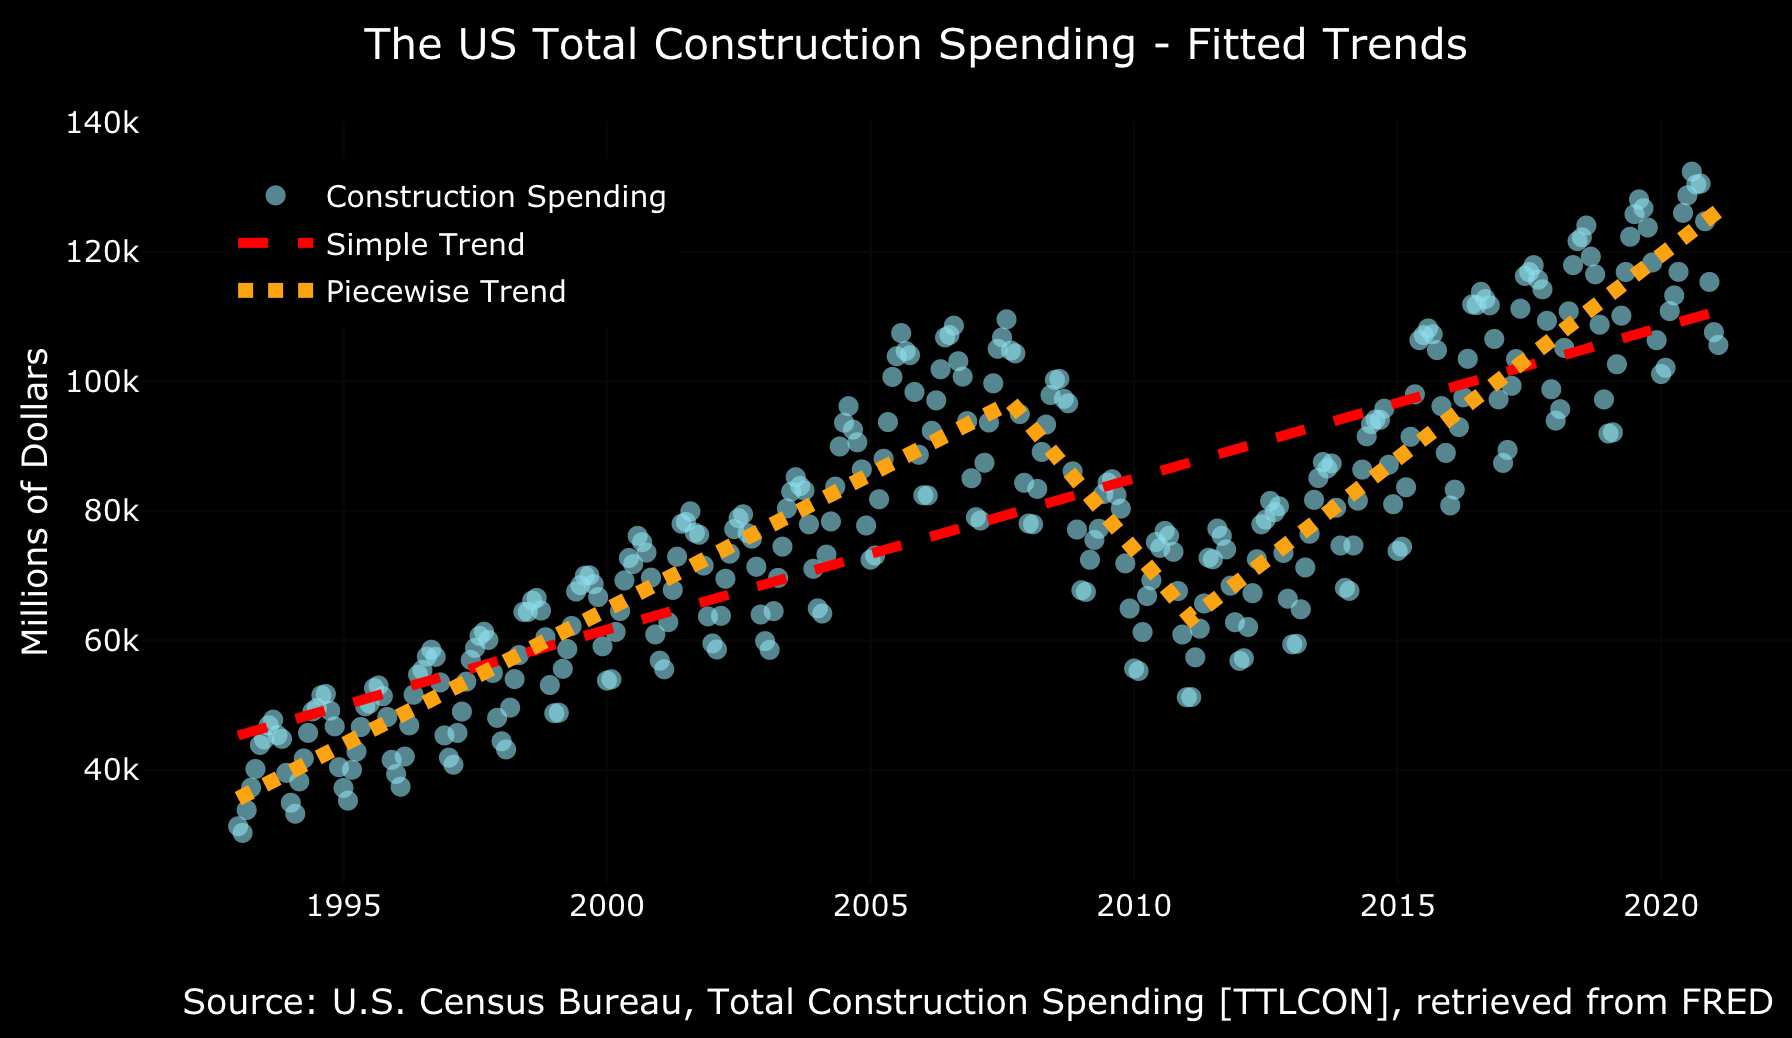 The US Total Construction Spending - Fitted Trends
140k
120k
100k
80k
60k
40k
Millions of Dollars
Construction Spending
Simple Trend
Piecewise Trend
1995 2000 2005 2010 2015 2020
Source: U.S. Census Bureau, Total Construction Spending [TTLCON], retrieved from FRED